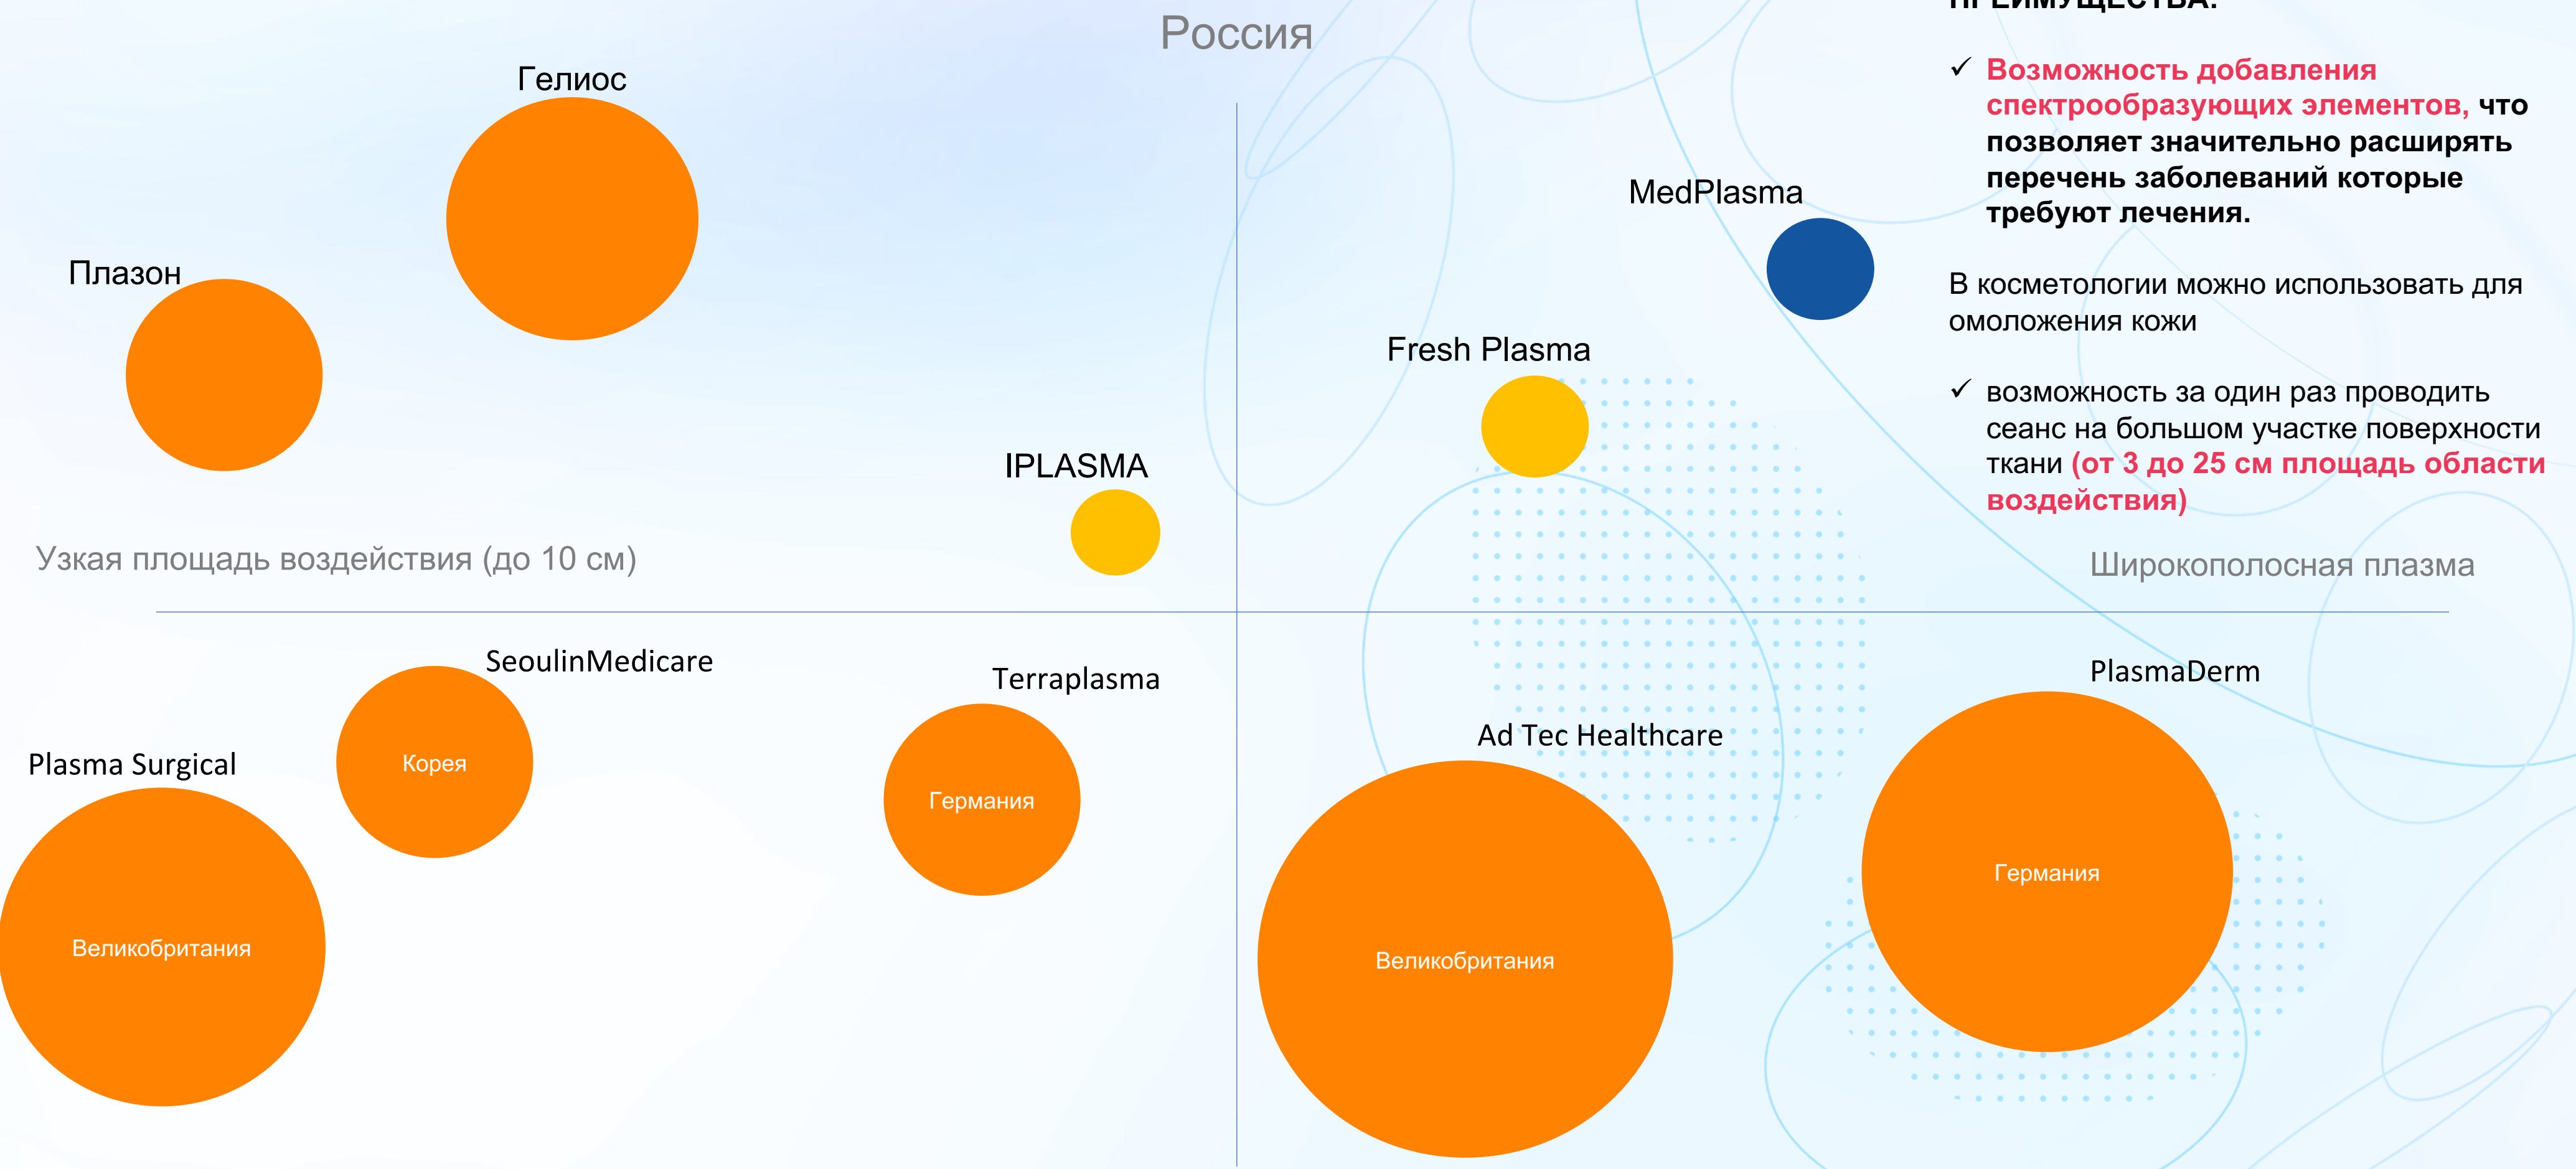 Россия
ПРЕИМУЩЕСТВА:
Гелиос
Возможность добавления
спектрообразующих элементов, что
позволяет значительно расширять
перечень заболеваний которые
требуют лечения.
MedPlasma
Плазон
В косметологии можно использовать для
омоложения кожи
Fresh Plasma
возможность за один раз проводить
сеанс на большом участке поверхности
ткани (от 3 до 25 см площадь области
воздействия)
IPLASMA
Узкая площадь воздействия (до 10 см)
Широкополосная плазма
SeoulinMedicare
Корея
Terraplasma
Германия
PlasmaDerm
Германия
Ad Tec Healthcare
Великобритания
Plasma Surgical
Великобритания